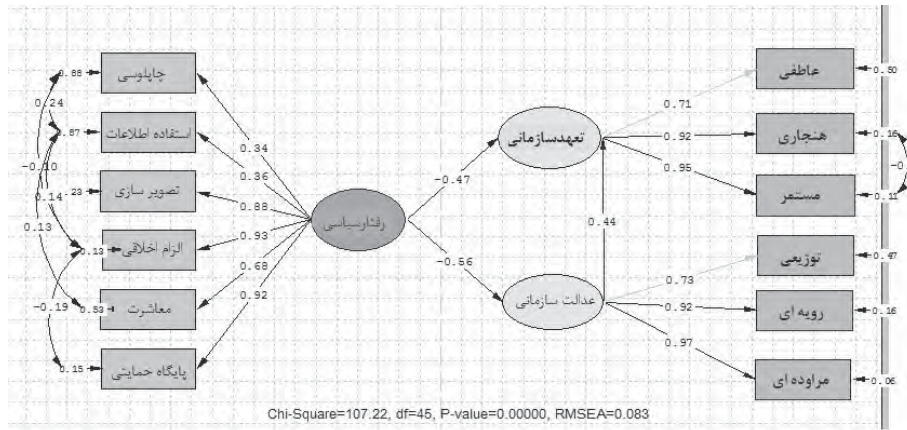 چاپلوسی
استفاده اطلاعات
تصویر سازی
الزام اخلاقی
معاشرت
پایگاه حمایتی
0.88
0.87
.23
0.13
0.53
0.15
0.24
-0.10
0.14
0.13
-0.19
0.34
0.36
0.88
0.93
0.68
0.92
رفتارسیاسی
-0.47
-0.56
تعهدسازمانی
0.44
عدالت سازمانی
0.71
0.92
0.95
0.73
0.92
0.97
عاطفی
هنجاری
مستمر
توزیعی
رویه ای
مراوده ای
0.50
0.16
0.11
0.47
0.16
0.06
Chi-Square=107.22, df=45, P-value=0.00000, RMSEA=0.083